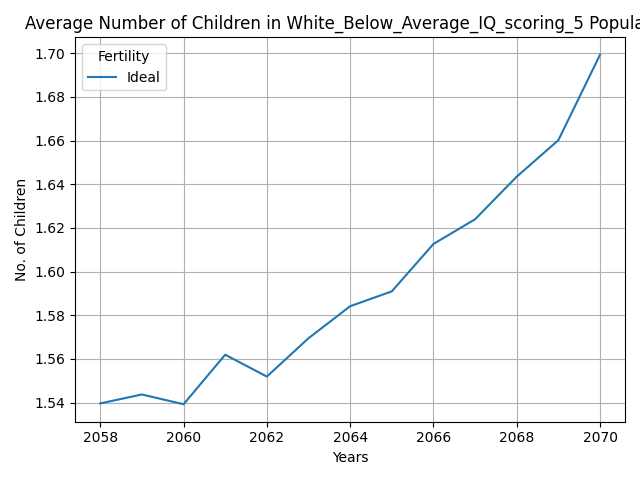 Average Number of Children in White_Below_Average_IQ_scoring_5 Popula
1.70
1.68
1.66
1.64
1.62
1.60
1.58
1.56
1.54
No. of Children
Fertility
Ideal
2058 2060 2062 2064 2066 2068 2070
Years